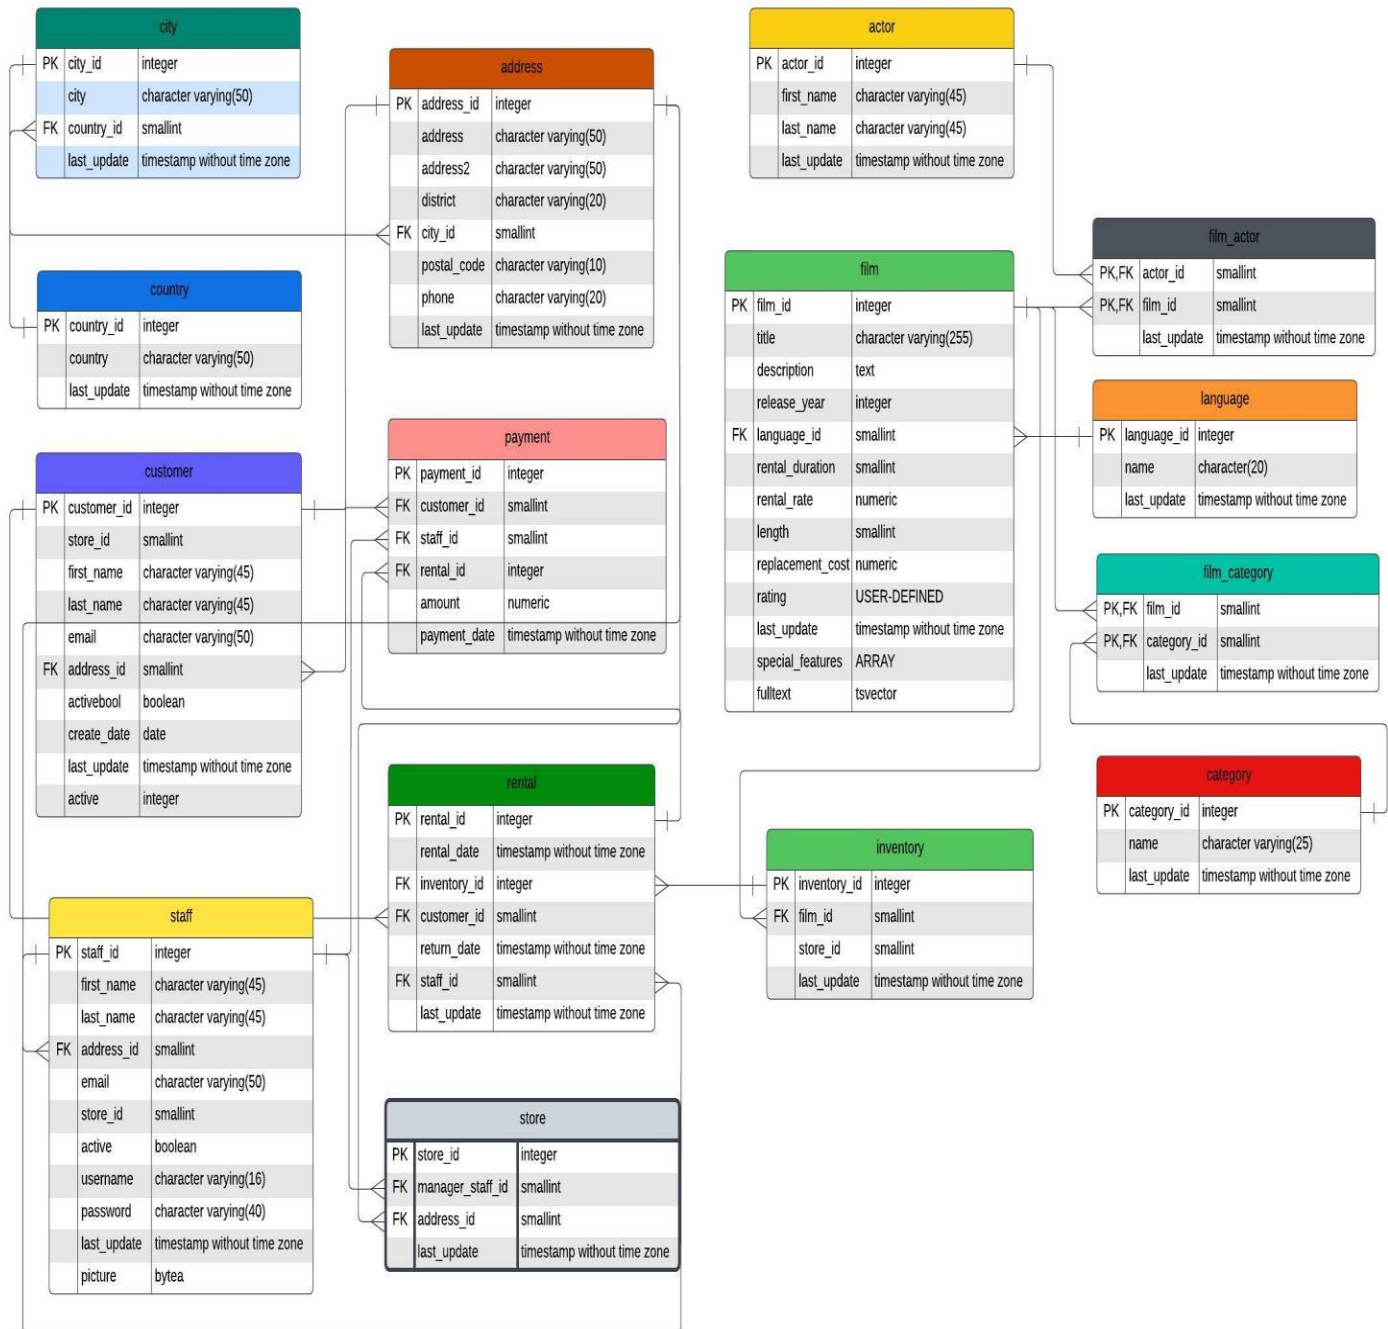 city
PK city_id integer
city character varying(50)
FK country_id smallint
last_update timestamp without time zone
address
PK address_id integer
address character varying(50)
address2 character varying(50)
district character varying(20)
FK city_id smallint
postal_code character varying(10)
phone character varying(20)
last_update timestamp without time zone
actor
PK actor_id integer
first_name character varying(45)
last_name character varying(45)
last_update timestamp without time zone
film_actor
PK,FK actor_id smallint
PK,FK film_id smallint
last_update timestamp without time zone
country
PK country_id integer
country character varying(50)
last_update timestamp without time zone
film
PK film_id integer
title character varying(255)
description text
release_year integer
FK language_id smallint
rental_duration smallint
rental_rate numeric
length smallint
replacement_cost numeric
rating USER-DEFINED
last_update timestamp without time zone
special_features ARRAY
fulltext tsvector
language
PK language_id integer
name character(20)
last_update timestamp without time zone
customer
PK customer_id integer
store_id smallint
first_name character varying(45)
last_name character varying(45)
email character varying(50)
FK address_id smallint
activebool boolean
create_date date
last_update timestamp without time zone
active integer
payment
PK payment_id integer
FK customer_id smallint
FK staff_id smallint
FK rental_id integer
amount numeric
payment_date timestamp without time zone
film_category
PK,FK film_id smallint
PK,FK category_id smallint
last_update timestamp without time zone
rental
PK rental_id integer
rental_date timestamp without time zone
FK inventory_id integer
FK customer_id smallint
return_date timestamp without time zone
FK staff_id smallint
last_update timestamp without time zone
category
PK category_id integer
name character varying(25)
last_update timestamp without time zone
inventory
PK inventory_id integer
FK film_id smallint
store_id smallint
last_update timestamp without time zone
staff
PK staff_id integer
first_name character varying(45)
last_name character varying(45)
FK address_id smallint
email character varying(50)
store_id smallint
active boolean
username character varying(16)
password character varying(40)
last_update timestamp without time zone
picture bytea
store
PK store_id integer
FK manager_staff_id smallint
FK address_id smallint
last_update timestamp without time zone